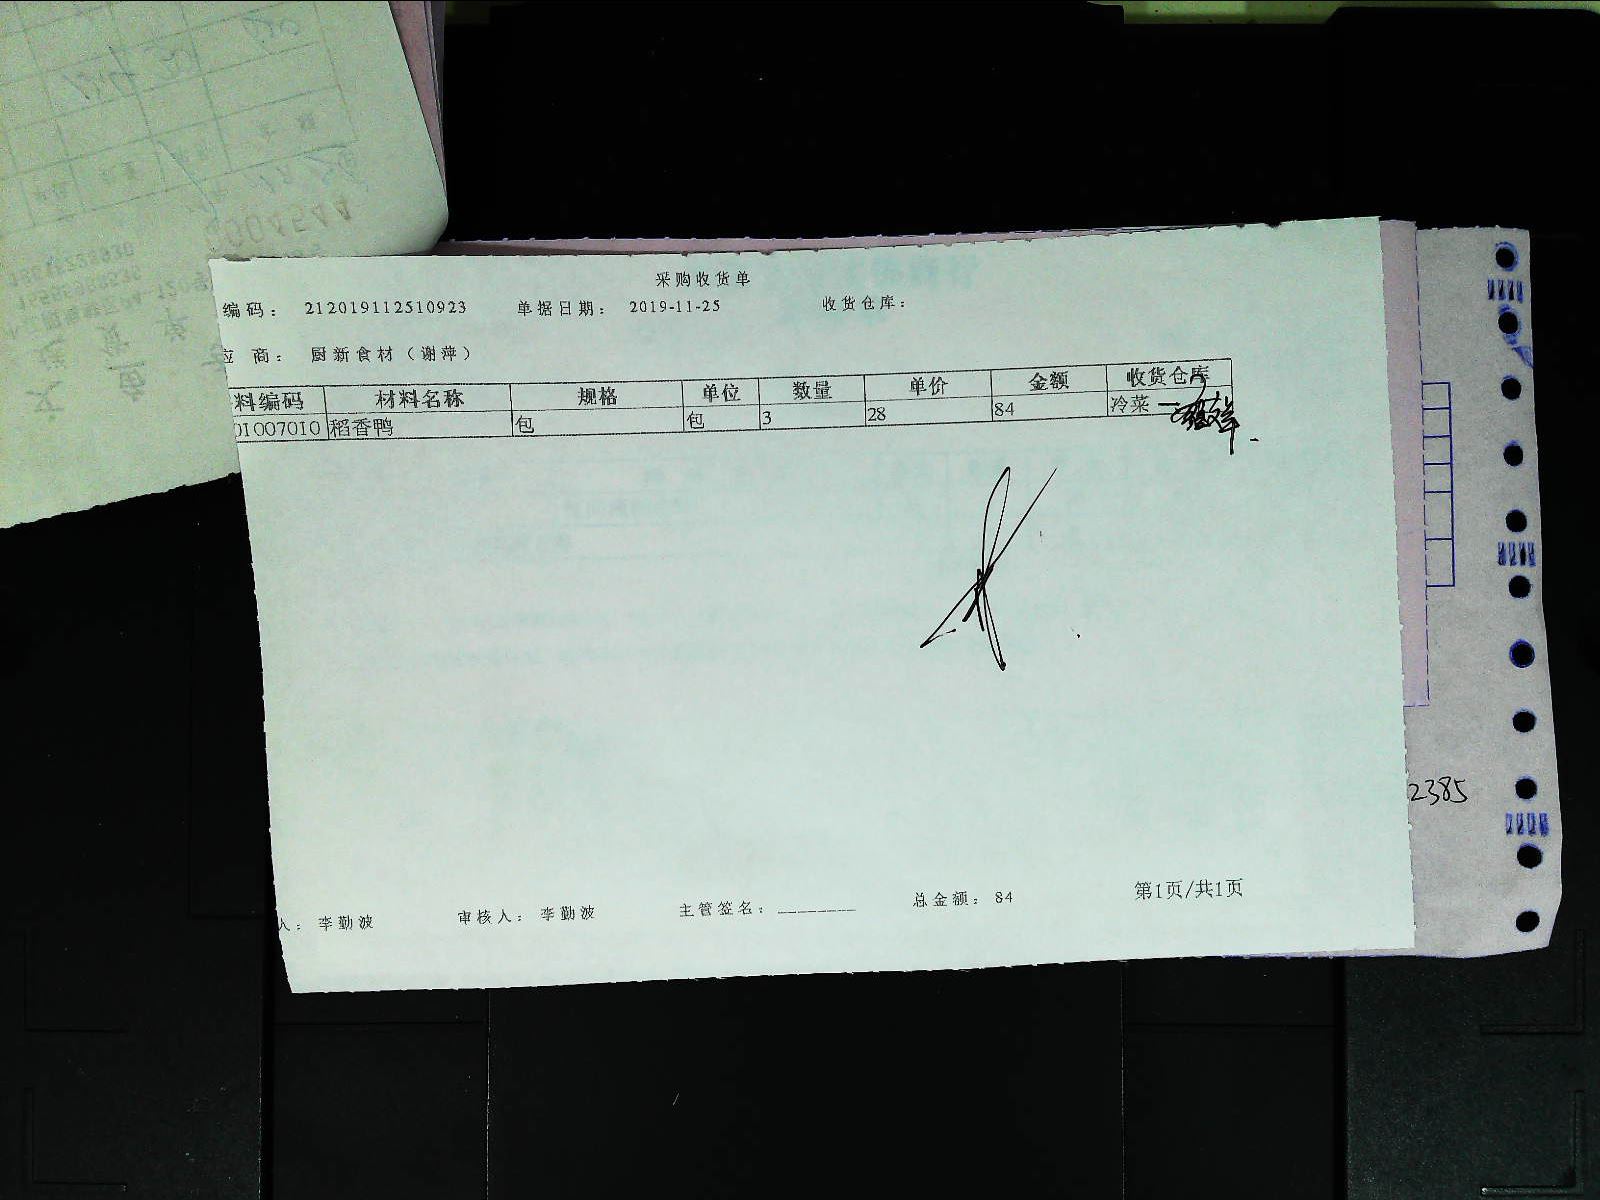 采购收货单
编码： 212019112510923 单据日期： 2019-11-25 收货仓库：
应 商： 厨新食材（谢萍）
料编码 材料名称 规格 单位 数量 单价 金额 收货仓库
01007010 稻香鸭 包 包 3 28 84 冷菜
2385
人： 李勤波 审核人： 李勤波 主管签名： ________ 总金额： 84 第1页/共1页